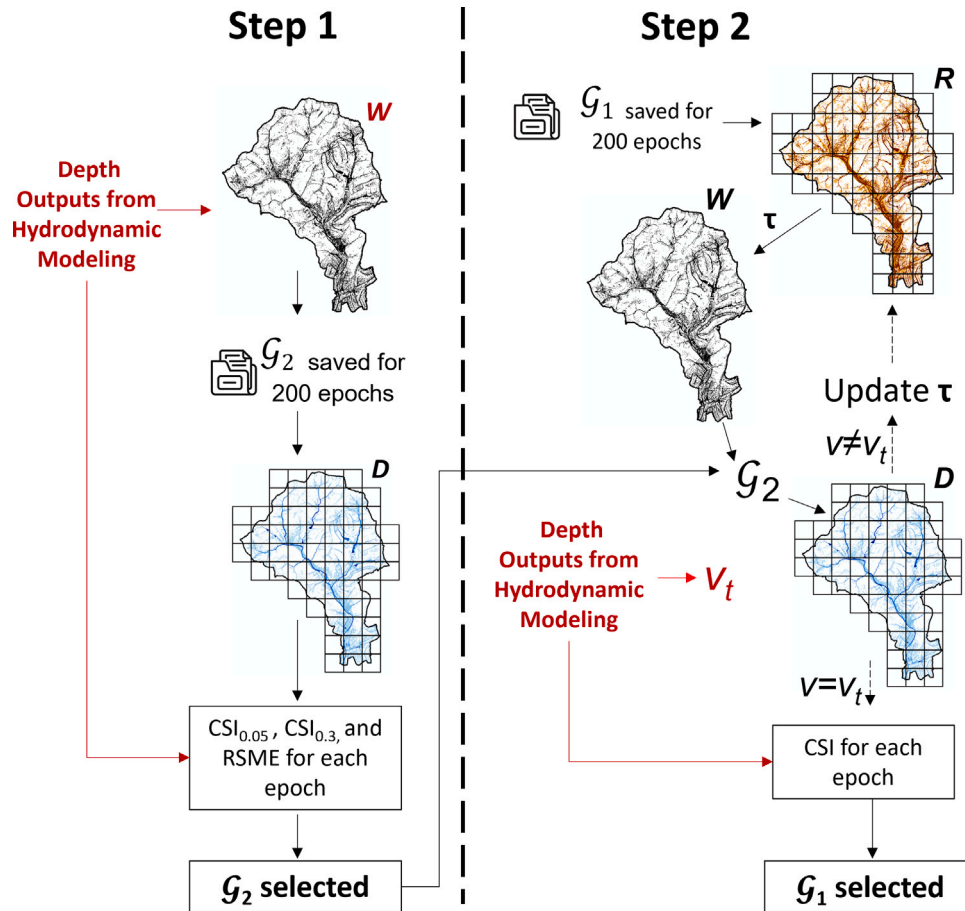 Step 1
W
Depth
Outputs from
Hydrodynamic
Modeling
𝒢₂ saved for
200 epochs
D
CSI₀.₀₅ , CSI₀.₃, and
RSME for each
epoch
𝒢₂ selected
Step 2
R
𝒢₁ saved for
200 epochs
W
τ
Update τ
v≠vₜ
𝒢₂
D
Depth
Outputs from
Hydrodynamic
Modeling
vₜ
v=vₜ
CSI for each
epoch
𝒢₁ selected